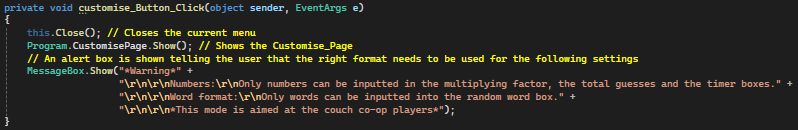 private void customise_Button_Click(object sender, EventArgs e)
{
this.Close(); // Closes the current menu
Program.CustomisePage.Show(); // Shows the Customise_Page
// An alert box is shown telling the user that the right format needs to be used for the following settings
MessageBox.Show("*Warning*" +
"\r\n\r\nNumbers:\r\nOnly numbers can be inputted in the multiplying factor, the total guesses and the timer boxes." +
"\r\n\r\nWord format:\r\nOnly words can be inputted into the random word box." +
"\r\n\r\n*This mode is aimed at the couch co-op players*");
}